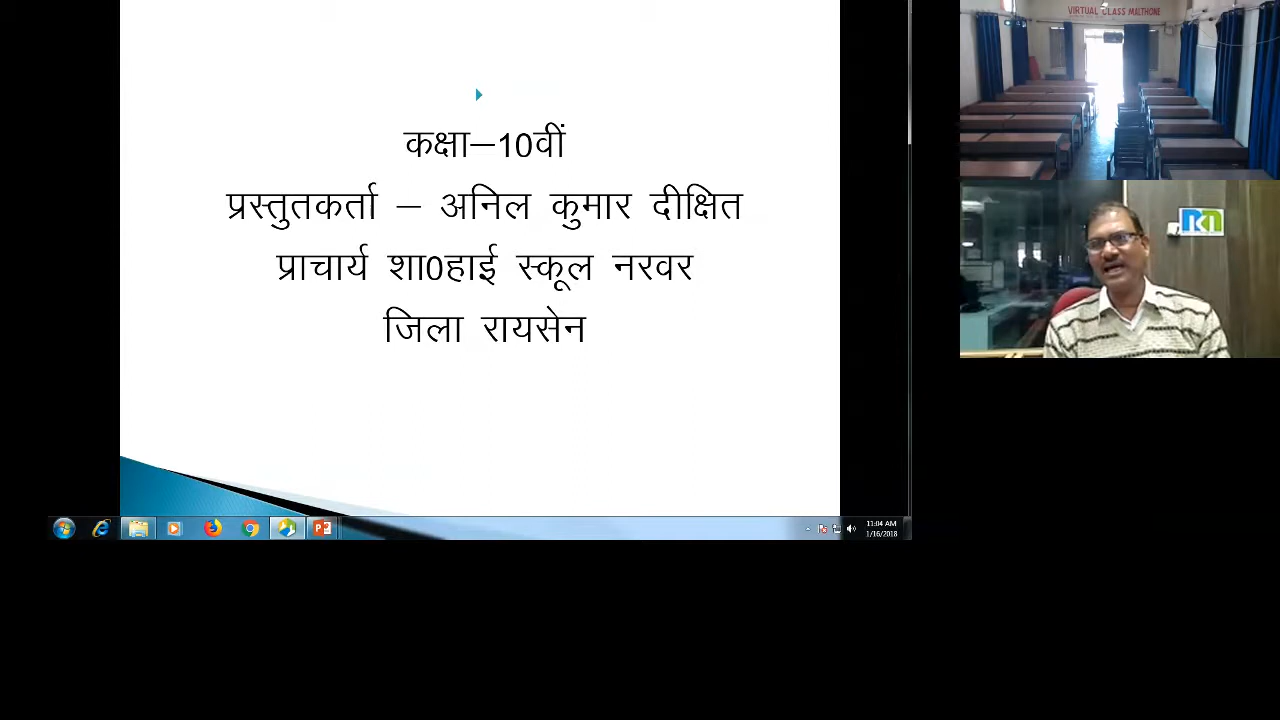 कक्षा–10वीं
प्रस्तुतकर्ता – अनिल कुमार दीक्षित
प्राचार्य शा0हाई स्कूल नरवर
जिला रायसेन
VIRTUAL CLASS MALTHONE
11:04 AM
1/16/2018